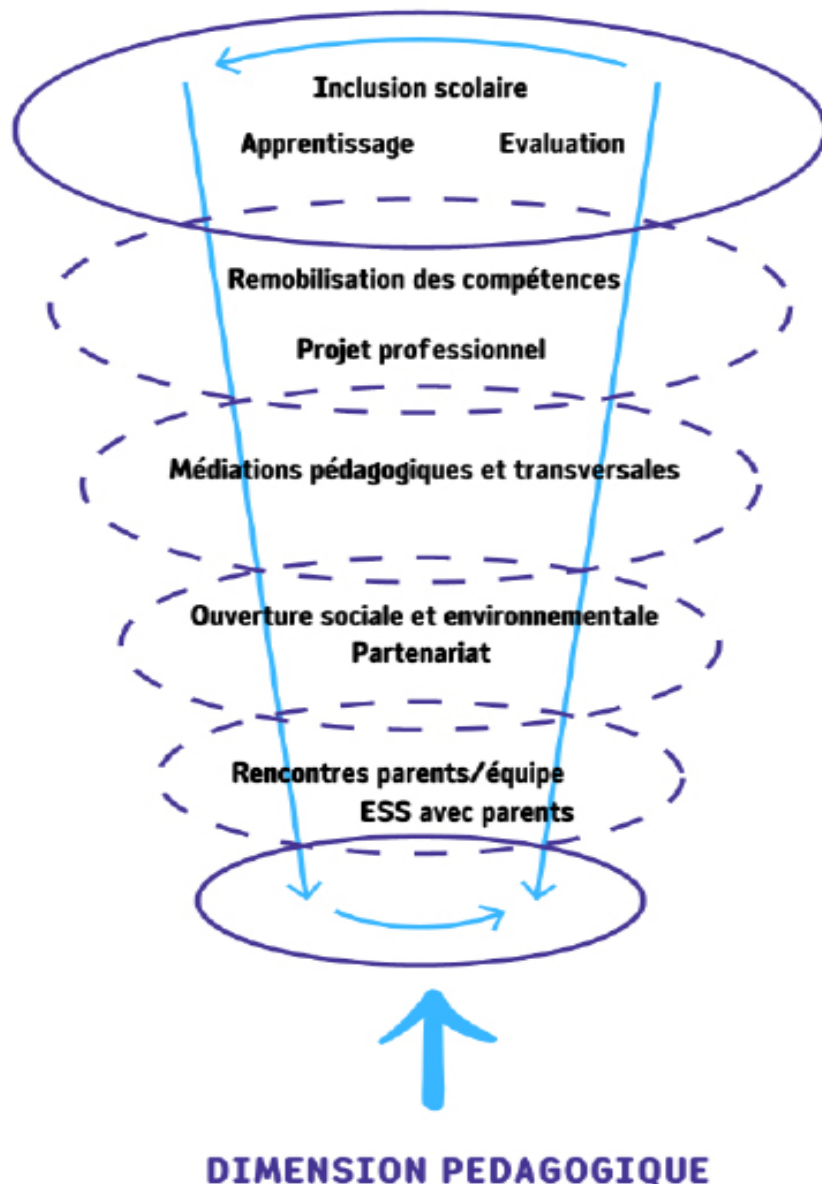 Inclusion scolaire
Apprentissage Evaluation
Remobilisation des compétences
Projet professionnel
Médiations pédagogiques et transversales
Ouverture sociale et environnementale
Partenariat
Rencontres parents/équipe
ESS avec parents
DIMENSION PEDAGOGIQUE